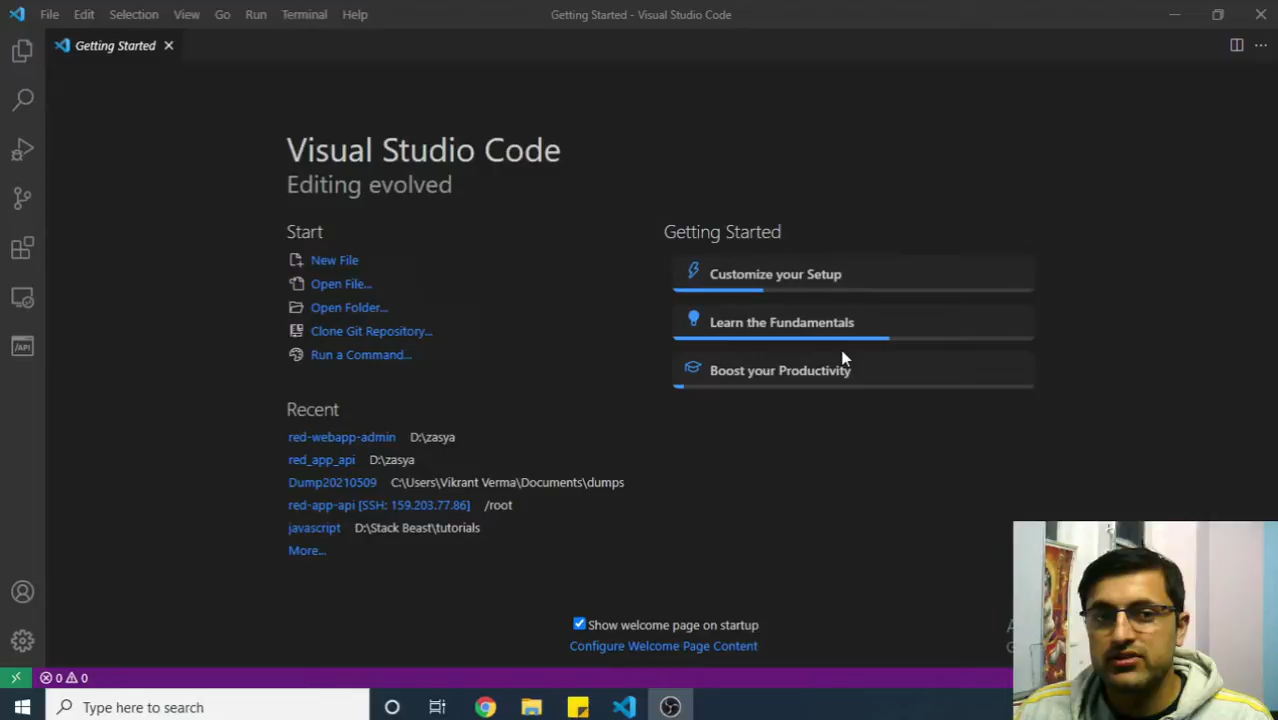 File Edit Selection View Go Run Terminal Help
Getting Started - Visual Studio Code
Getting Started
Visual Studio Code
Editing evolved
Start
New File
Open File...
Open Folder...
Clone Git Repository...
Run a Command...
Getting Started
Customize your Setup
Learn the Fundamentals
Boost your Productivity
Recent
red-webapp-admin D:\zasya
red_app_api D:\zasya
Dump20210509 C:\Users\Vikrant Verma\Documents\dumps
red-app-api [SSH: 159.203.77.86] /root
javascript D:\Stack Beast\tutorials
More...
Show welcome page on startup
Configure Welcome Page Content
/API
0 0
Type here to search